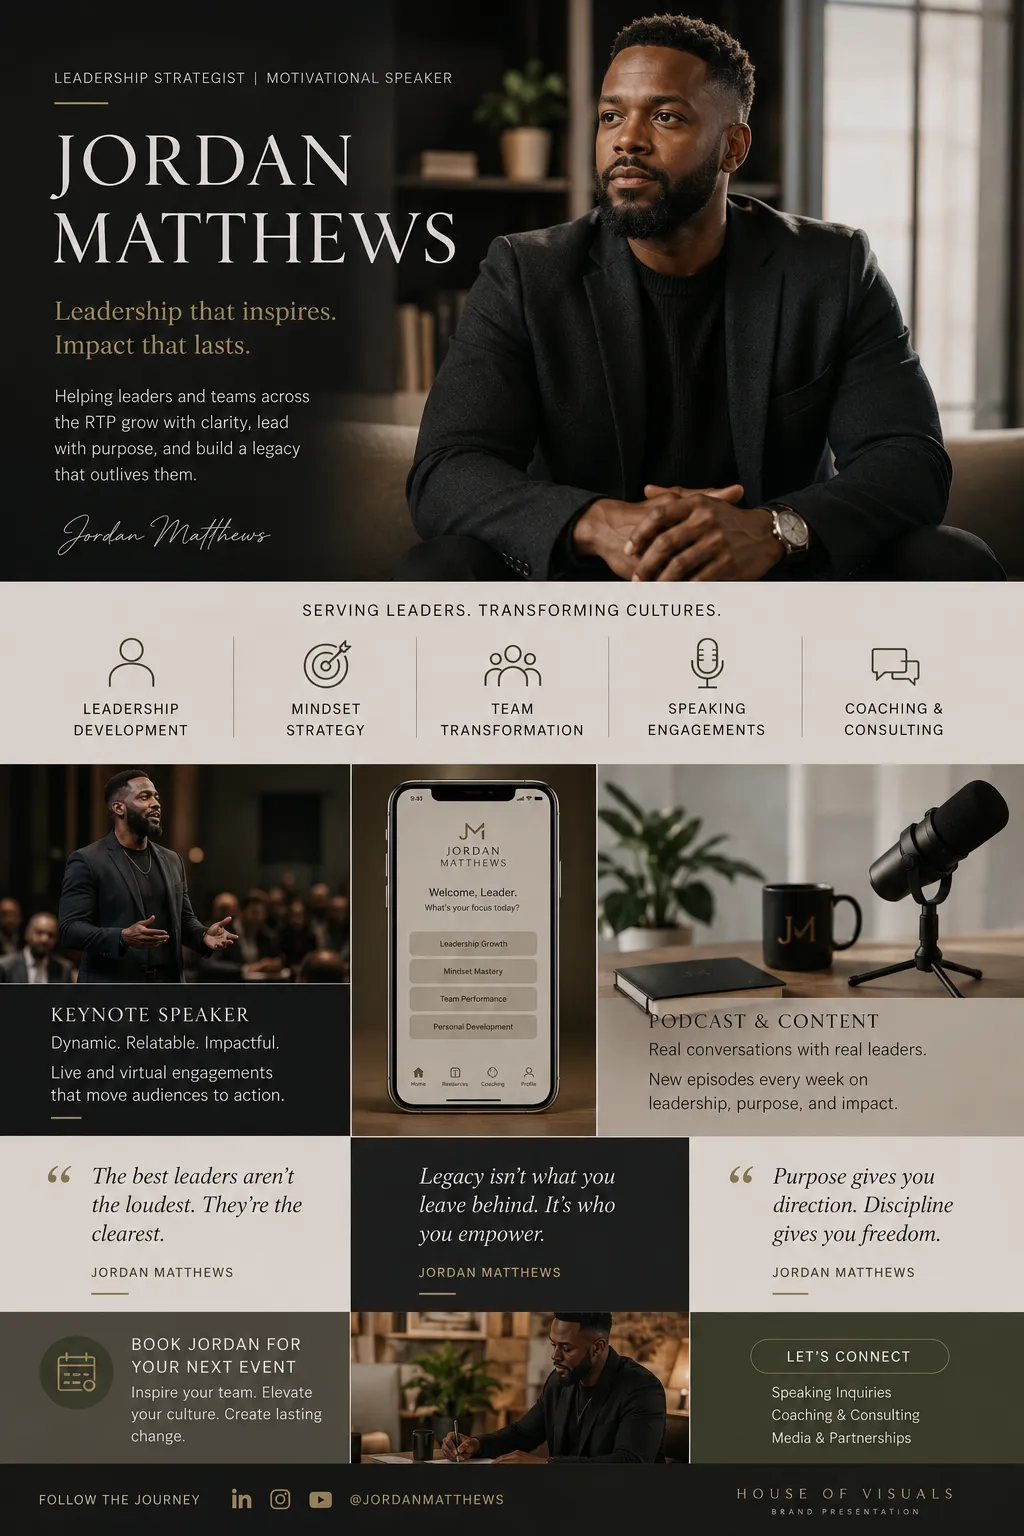 LEADERSHIP STRATEGIST | MOTIVATIONAL SPEAKER
JORDAN
MATTHEWS
Leadership that inspires.
Impact that lasts.
Helping leaders and teams across
the RTP grow with clarity, lead
with purpose, and build a legacy
that outlives them.
Jordan Matthews
SERVING LEADERS. TRANSFORMING CULTURES.
LEADERSHIP
DEVELOPMENT
MINDSET
STRATEGY
TEAM
TRANSFORMATION
SPEAKING
ENGAGEMENTS
COACHING &
CONSULTING
KEYNOTE SPEAKER
Dynamic. Relatable. Impactful.
Live and virtual engagements
that move audiences to action.
JM
JORDAN
MATTHEWS
Welcome, Leader.
What's your focus today?
Leadership Growth
Mindset Mastery
Team Performance
Personal Development
Home
Resources
Coaching
Profile
JM
PODCAST & CONTENT
Real conversations with real leaders.
New episodes every week on
leadership, purpose, and impact.
“ The best leaders aren’t
the loudest. They’re the
clearest.
JORDAN MATTHEWS
Legacy isn’t what you
leave behind. It’s who
you empower.
JORDAN MATTHEWS
“ Purpose gives you
direction. Discipline
gives you freedom.
JORDAN MATTHEWS
BOOK JORDAN FOR
YOUR NEXT EVENT
Inspire your team. Elevate
your culture. Create lasting
change.
LET’S CONNECT
Speaking Inquiries
Coaching & Consulting
Media & Partnerships
FOLLOW THE JOURNEY
in
@JORDANMATTHEWS
HOUSE OF VISUALS
BRAND PRESENTATION